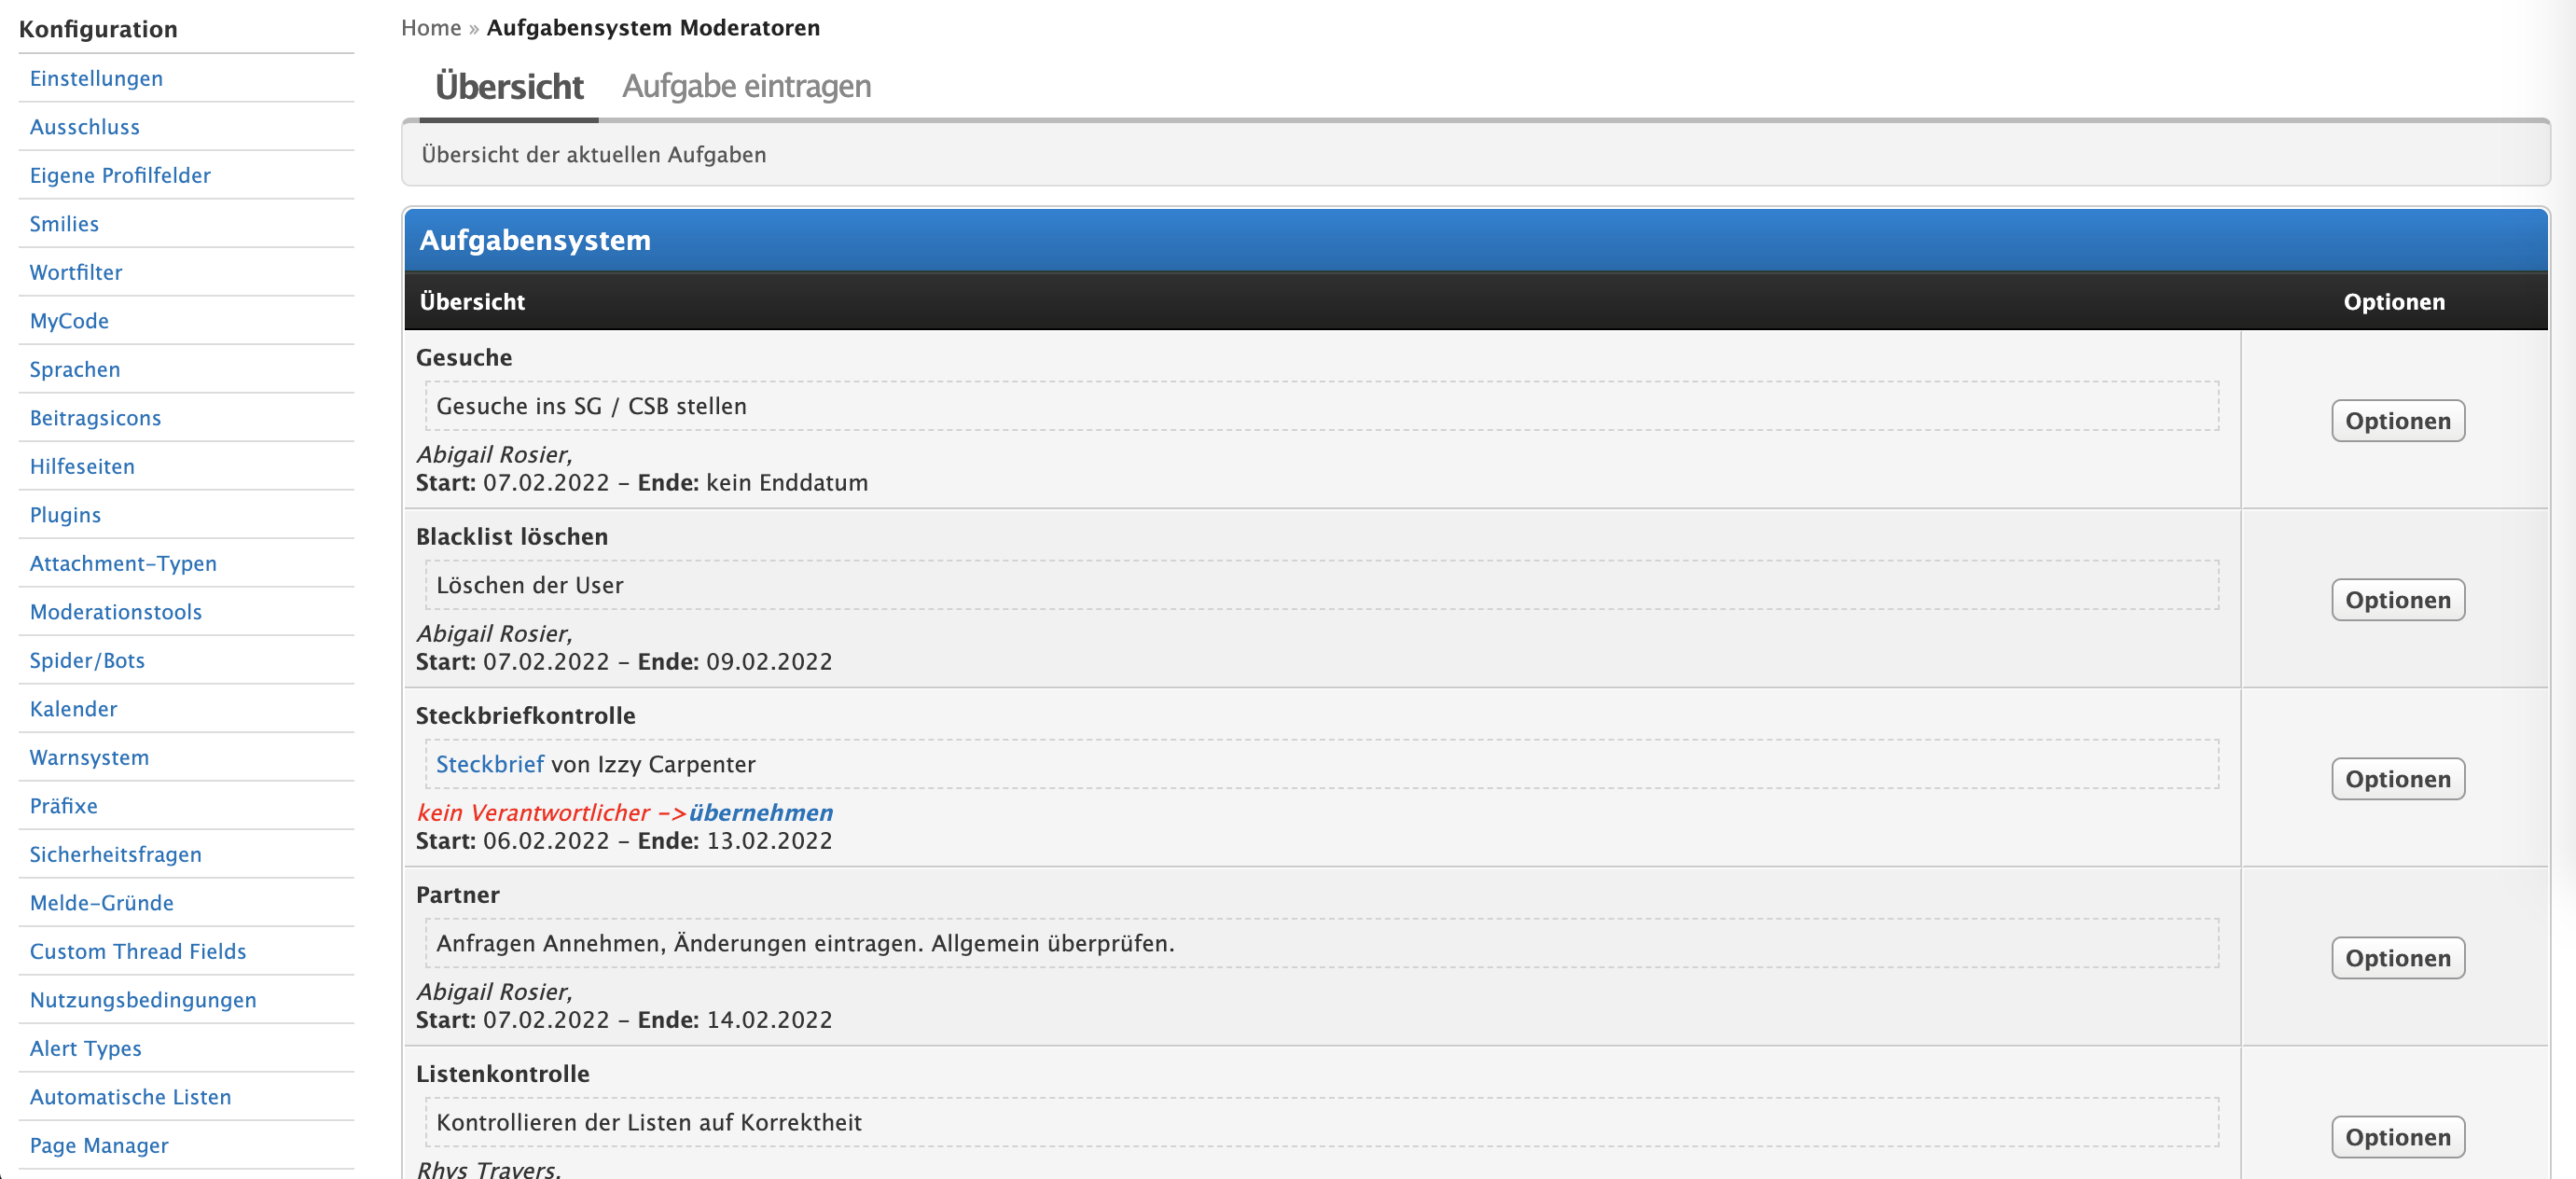 Konfiguration
Einstellungen
Ausschluss
Eigene Profilfelder
Smilies
Wortfilter
MyCode
Sprachen
Beitragsicons
Hilfeseiten
Plugins
Attachment-Typen
Moderationstools
Spider/Bots
Kalender
Warnsystem
Präfixe
Sicherheitsfragen
Melde-Gründe
Custom Thread Fields
Nutzungsbedingungen
Alert Types
Automatische Listen
Page Manager
Home » Aufgabensystem Moderatoren
Übersicht Aufgabe eintragen
Übersicht der aktuellen Aufgaben
Aufgabensystem
Übersicht Optionen
Gesuche
Gesuche ins SG / CSB stellen
Optionen
Abigail Rosier,
Start: 07.02.2022 – Ende: kein Enddatum
Blacklist löschen
Löschen der User
Optionen
Abigail Rosier,
Start: 07.02.2022 – Ende: 09.02.2022
Steckbriefkontrolle
Steckbrief von Izzy Carpenter
Optionen
kein Verantwortlicher –>übernehmen
Start: 06.02.2022 – Ende: 13.02.2022
Partner
Anfragen Annehmen, Änderungen eintragen. Allgemein überprüfen.
Optionen
Abigail Rosier,
Start: 07.02.2022 – Ende: 14.02.2022
Listenkontrolle
Kontrollieren der Listen auf Korrektheit
Optionen
Rhys Travers,